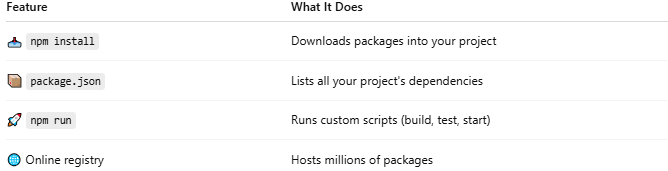 Feature What It Does
📥 npm install Downloads packages into your project
📦 package.json Lists all your project's dependencies
🚀 npm run Runs custom scripts (build, test, start)
🌐 Online registry Hosts millions of packages